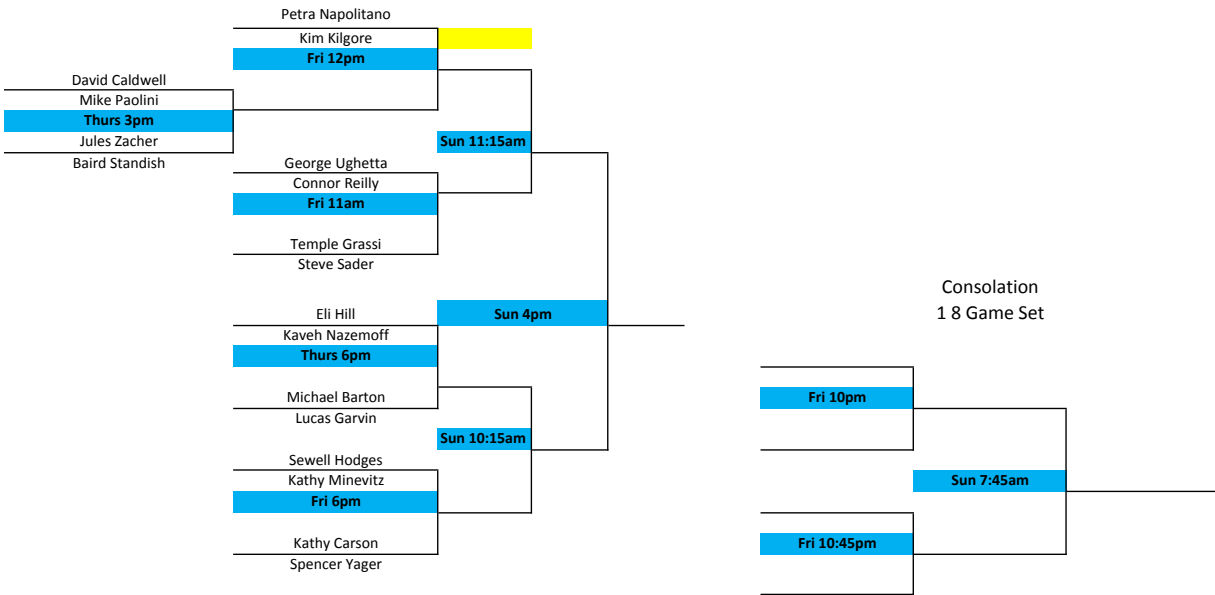 Petra Napolitano
Kim Kilgore
Fri 12pm
David Caldwell
Mike Paolini
Thurs 3pm
Jules Zacher
Baird Standish
Sun 11:15am
George Ughetta
Connor Reilly
Fri 11am
Temple Grassi
Steve Sader
Eli Hill
Sun 4pm
Kaveh Nazemoff
Thurs 6pm
Michael Barton
Lucas Garvin
Sun 10:15am
Sewell Hodges
Kathy Minevitz
Fri 6pm
Kathy Carson
Spencer Yager
Consolation
1 8 Game Set
Fri 10pm
Sun 7:45am
Fri 10:45pm